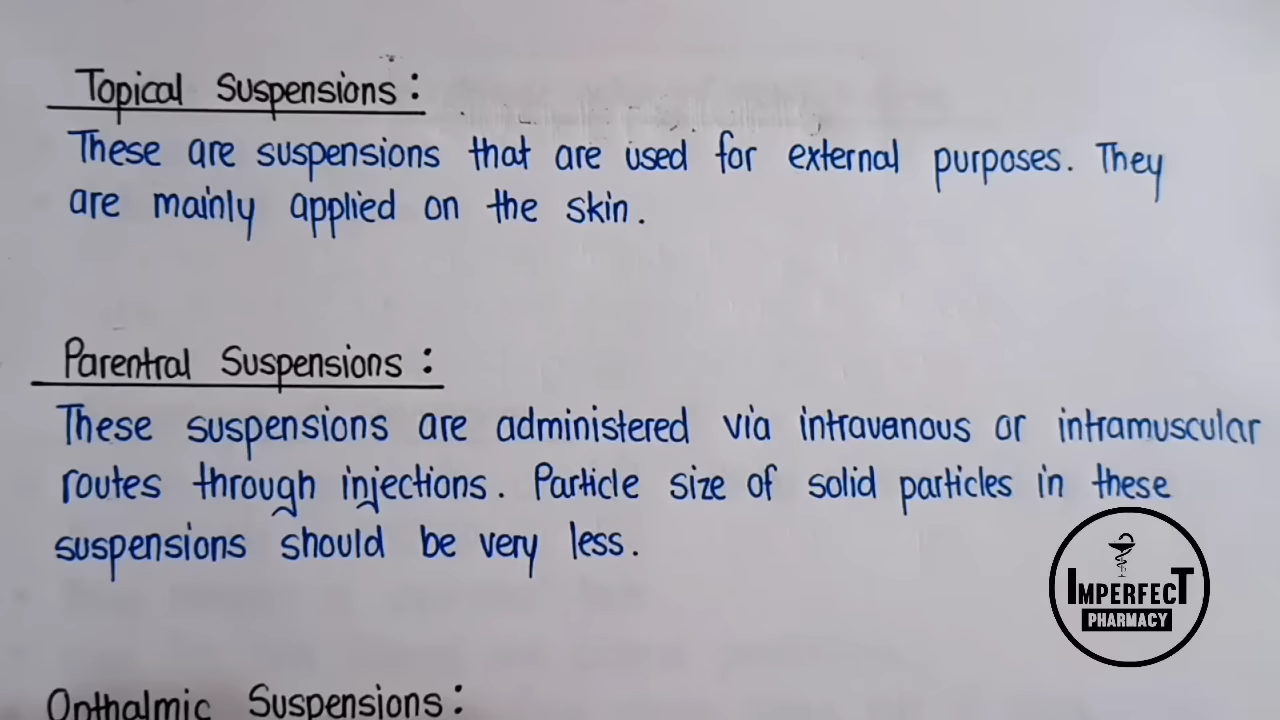 Topical Suspensions:
These are suspensions that are used for external purposes. They
are mainly applied on the skin.
Parentral Suspensions:
These suspensions are administered via intravanous or intramuscular
routes through injections. Particle size of solid particles in these
suspensions should be very less.
IMPERFECT
PHARMACY
Opthalmic Suspensions: